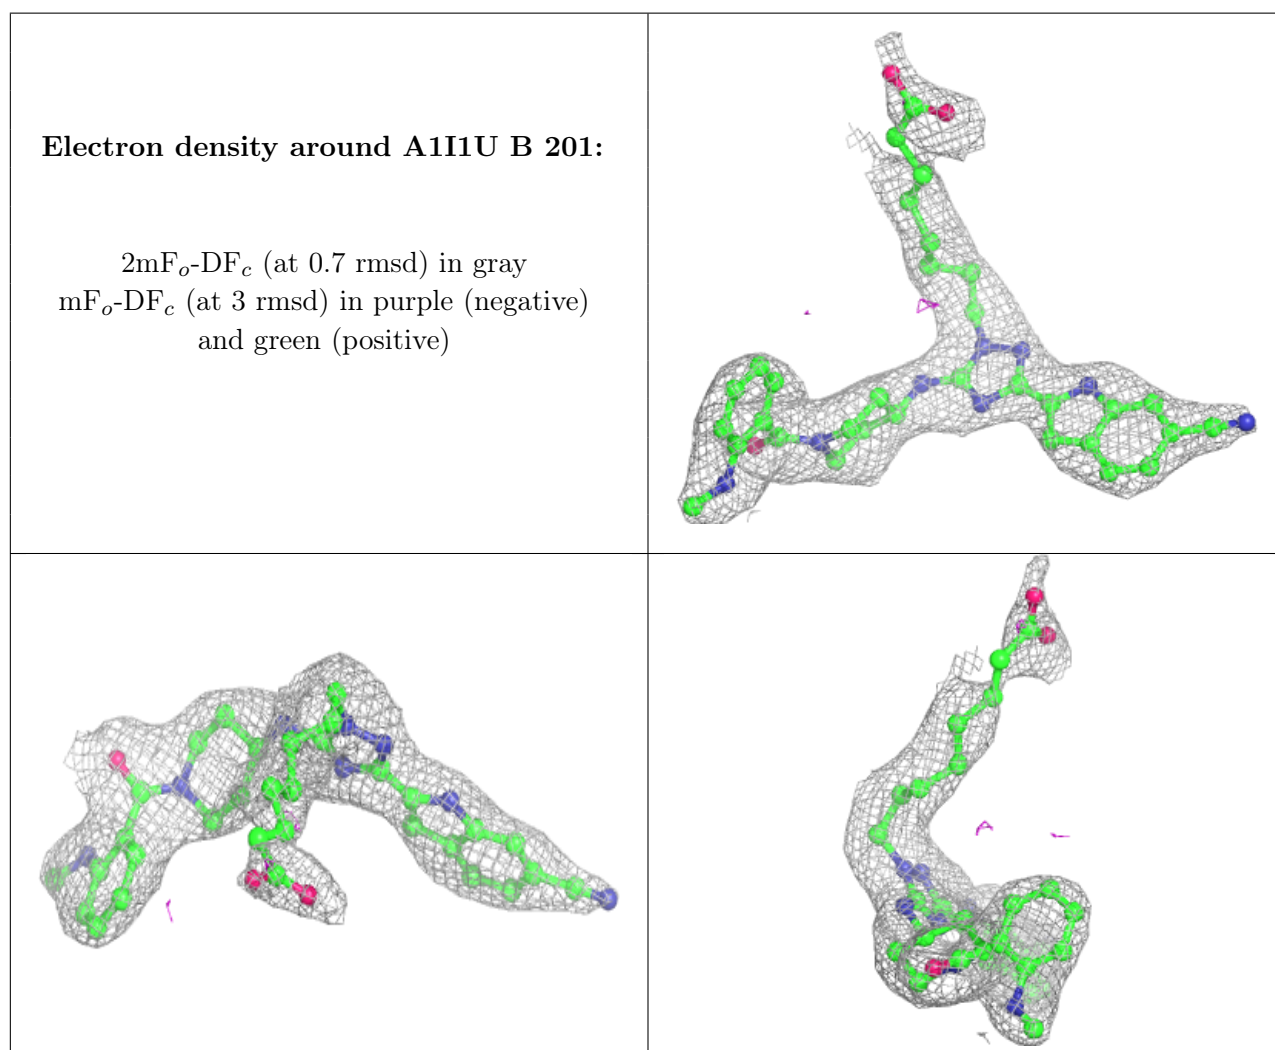 Electron density around A1I1U B 201:
2mFₒ-DF𝒸 (at 0.7 rmsd) in gray
mFₒ-DF𝒸 (at 3 rmsd) in purple (negative)
and green (positive)